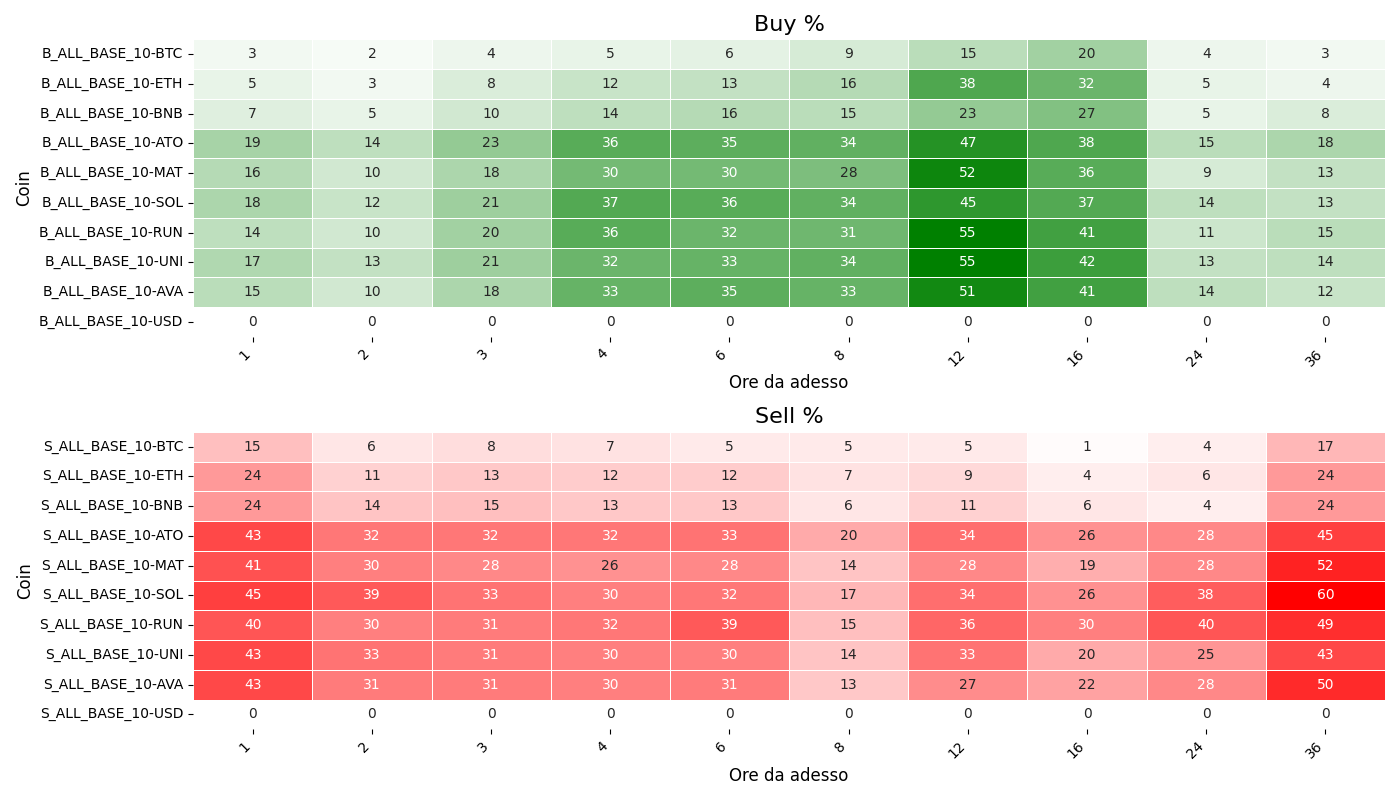 Buy %
Coin
B_ALL_BASE_10-BTC 3 2 4 5 6 9 15 20 4 3
B_ALL_BASE_10-ETH 5 3 8 12 13 16 38 32 5 4
B_ALL_BASE_10-BNB 7 5 10 14 16 15 23 27 5 8
B_ALL_BASE_10-ATO 19 14 23 36 35 34 47 38 15 18
B_ALL_BASE_10-MAT 16 10 18 30 30 28 52 36 9 13
B_ALL_BASE_10-SOL 18 12 21 37 36 34 45 37 14 13
B_ALL_BASE_10-RUN 14 10 20 36 32 31 55 41 11 15
B_ALL_BASE_10-UNI 17 13 21 32 33 34 55 42 13 14
B_ALL_BASE_10-AVA 15 10 18 33 35 33 51 41 14 12
B_ALL_BASE_10-USD 0 0 0 0 0 0 0 0 0 0
1 2 3 4 6 8 12 16 24 36
Ore da adesso
Sell %
Coin
S_ALL_BASE_10-BTC 15 6 8 7 5 5 5 1 4 17
S_ALL_BASE_10-ETH 24 11 13 12 12 7 9 4 6 24
S_ALL_BASE_10-BNB 24 14 15 13 13 6 11 6 4 24
S_ALL_BASE_10-ATO 43 32 32 32 33 20 34 26 28 45
S_ALL_BASE_10-MAT 41 30 28 26 28 14 28 19 28 52
S_ALL_BASE_10-SOL 45 39 33 30 32 17 34 26 38 60
S_ALL_BASE_10-RUN 40 30 31 32 39 15 36 30 40 49
S_ALL_BASE_10-UNI 43 33 31 30 30 14 33 20 25 43
S_ALL_BASE_10-AVA 43 31 31 30 31 13 27 22 28 50
S_ALL_BASE_10-USD 0 0 0 0 0 0 0 0 0 0
1 2 3 4 6 8 12 16 24 36
Ore da adesso